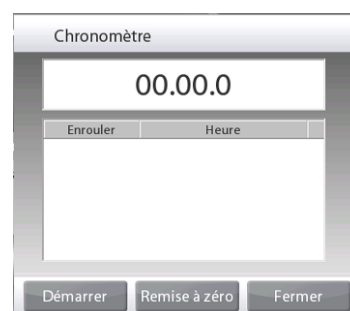 Chronomètre
00.00.0
Enrouler Heure
Démarrer Remise à zéro Fermer